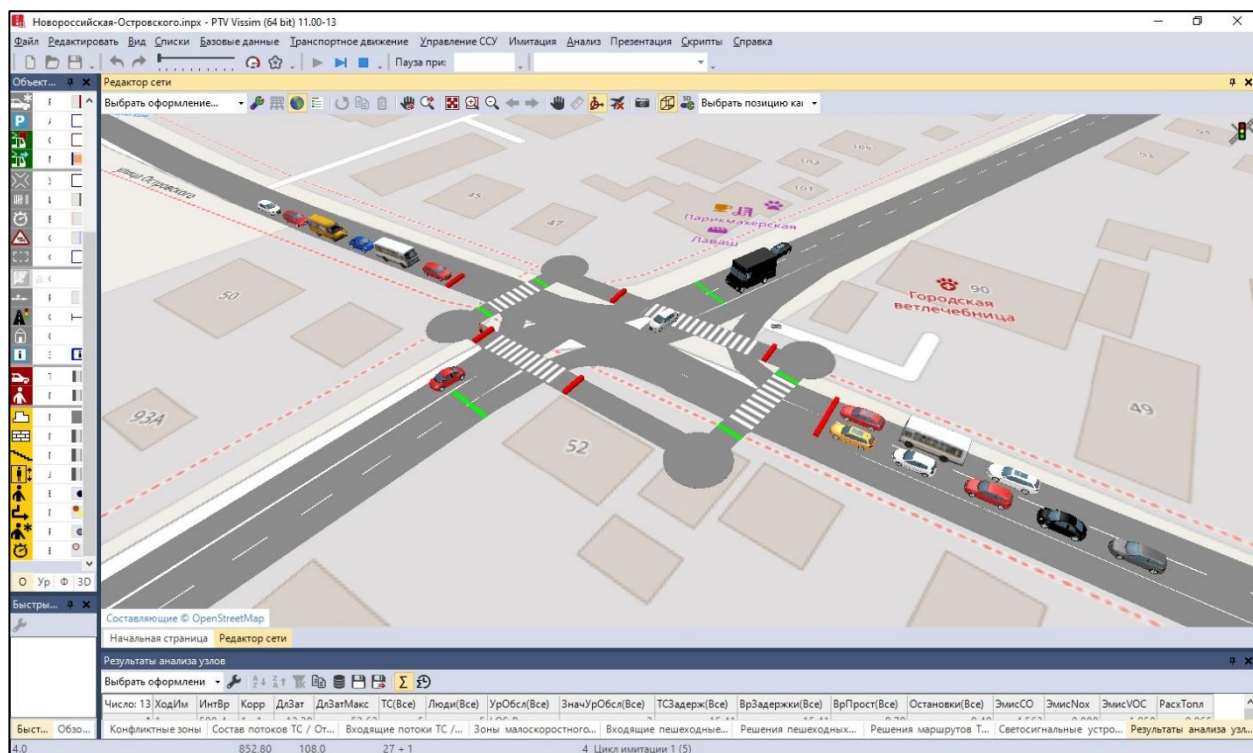 Новороссийская-Островского.inpx - PTV Vissim (64 bit) 11.00-13
Файл Редактировать Вид Списки Базовые данные Транспортное движение Управление ССУ Имитация Анализ Презентация Скрипты Справка
Пауза при:
Объект...
Редактор сети
Выбрать оформление...
Выбрать позицию ка
улица Островского
45
47
103
101
Парикмахерская
Лаваш
90
Городская
ветлечебница
50
49
93А
52
О Ур Ф 3D
Быстры...
Составляющие © OpenStreetMap
Начальная страница Редактор сети
Результаты анализа узлов
Выбрать оформлени
Число: 13 ХодИм ИнтВр Корр ДлЗат ДлЗатМакс ТС(Все) Люди(Все) УрОбсл(Все) ЗначУрОбсл(Все) ТСЗадерж(Все) ВрЗадержки(Все) ВрПрост(Все) Остановки(Все) ЭмисCO ЭмисNox ЭмисVOC РасхТопл
Быст... Обзо... Конфликтные зоны Состав потоков ТС / От... Входящие потоки ТС /... Зоны малоскоростного... Входящие пешеходные... Решения пешеходных... Решения маршрутов Т... Светосигнальные устро... Результаты анализа узл...
4.0 852.80 108.0 27 + 1 4 Цикл имитации 1 (5)